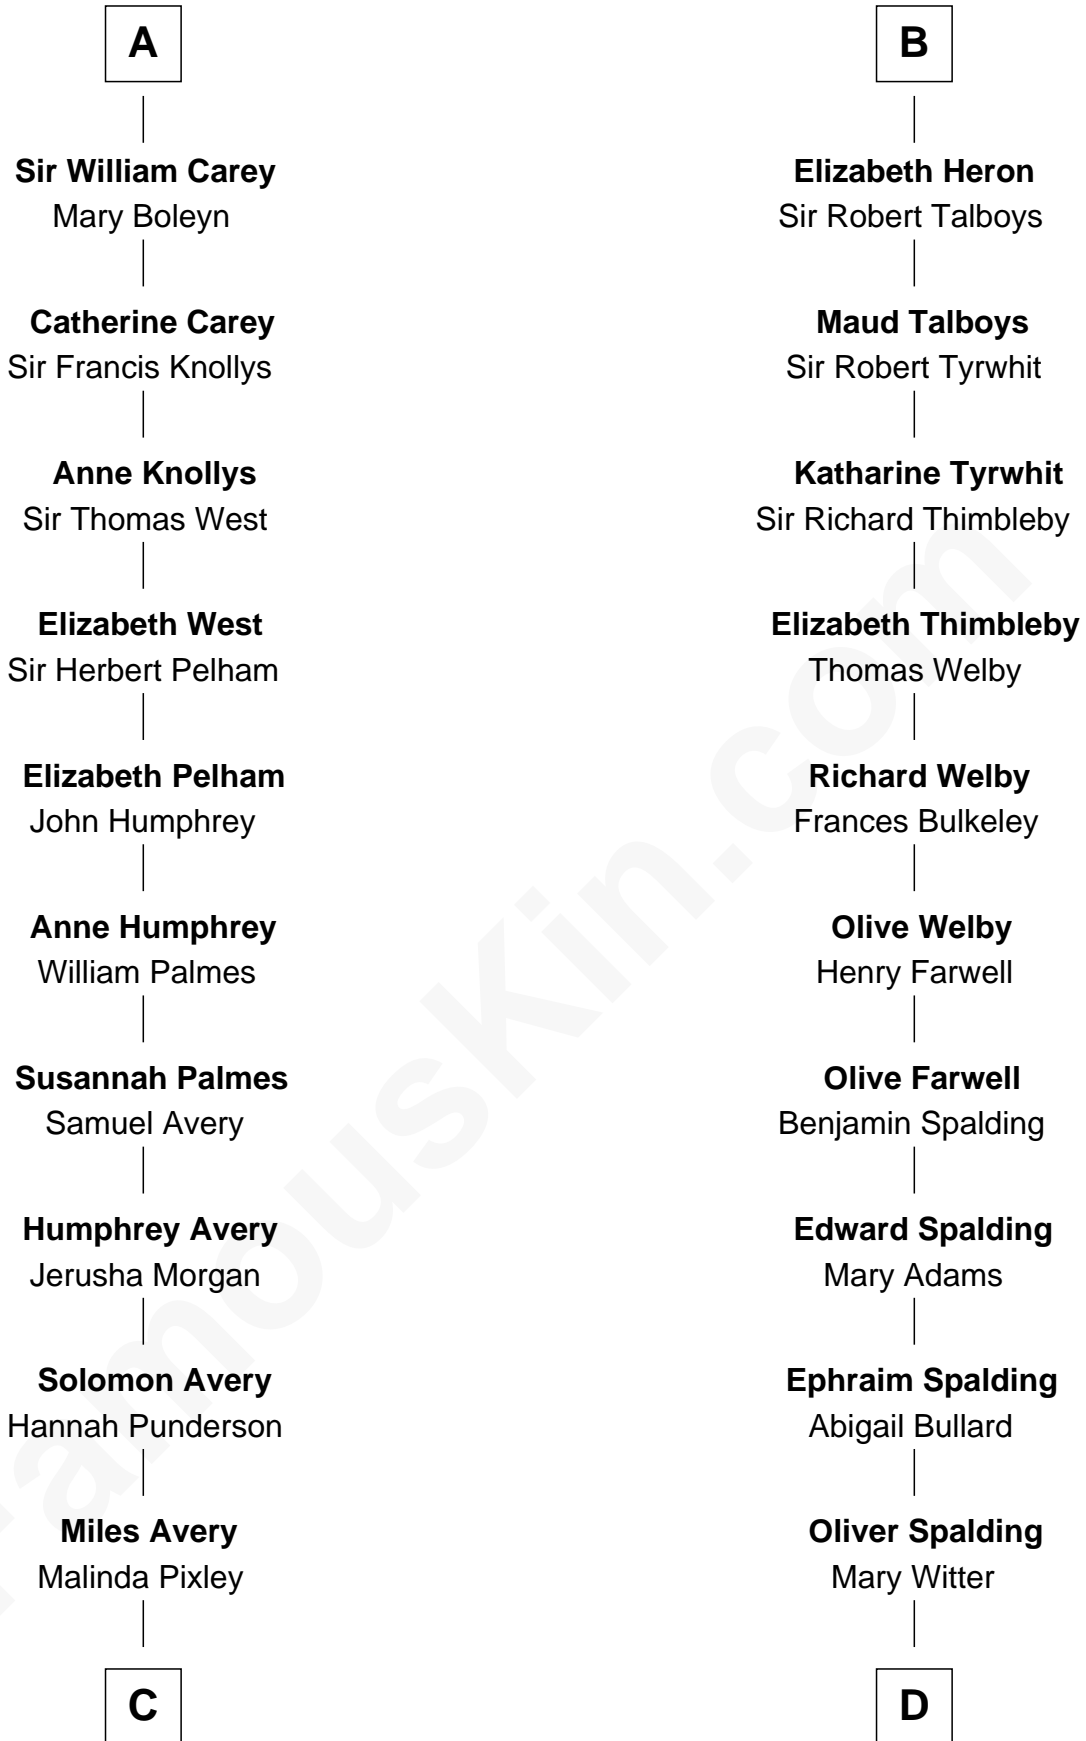 A
Sir William Carey
Mary Boleyn
Catherine Carey
Sir Francis Knollys
Anne Knollys
Sir Thomas West
Elizabeth West
Sir Herbert Pelham
Elizabeth Pelham
John Humphrey
Anne Humphrey
William Palmes
Susannah Palmes
Samuel Avery
Humphrey Avery
Jerusha Morgan
Solomon Avery
Hannah Punderson
Miles Avery
Malinda Pixley
C
B
Elizabeth Heron
Sir Robert Talboys
Maud Talboys
Sir Robert Tyrwhit
Katharine Tyrwhit
Sir Richard Thimbleby
Elizabeth Thimbleby
Thomas Welby
Richard Welby
Frances Bulkeley
Olive Welby
Henry Farwell
Olive Farwell
Benjamin Spalding
Edward Spalding
Mary Adams
Ephraim Spalding
Abigail Bullard
Oliver Spalding
Mary Witter
D
FamousKin.com